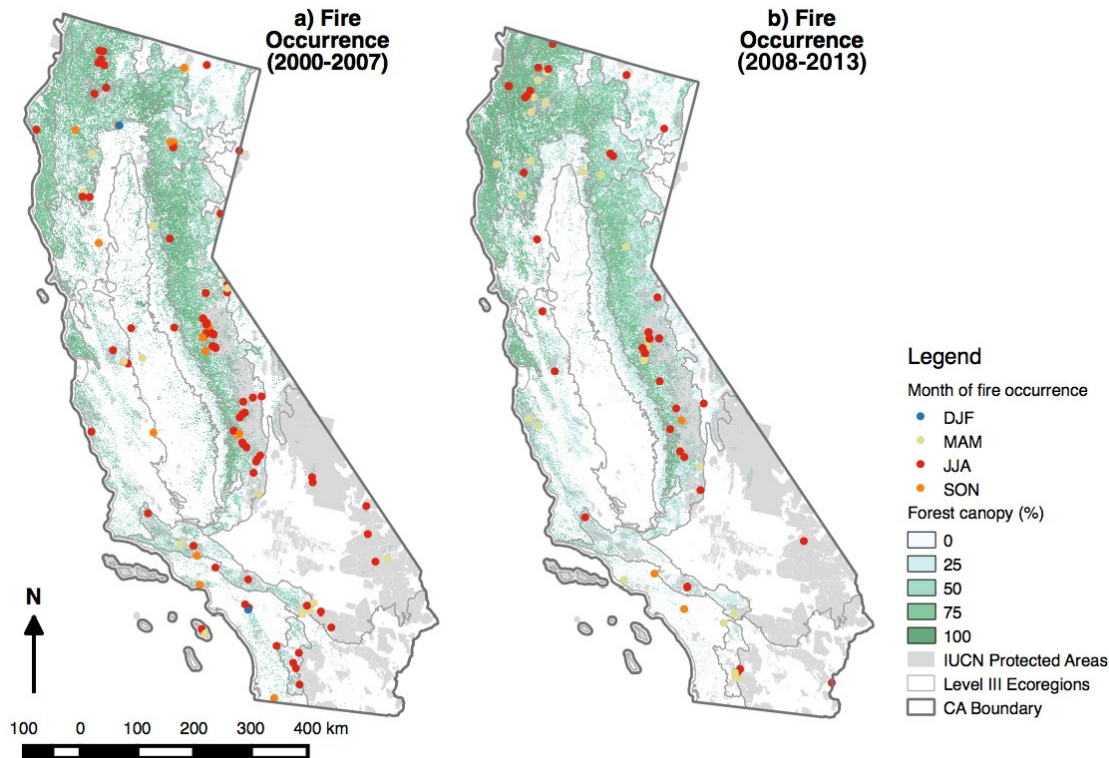 a) Fire
Occurrence
(2000-2007)
b) Fire
Occurrence
(2008-2013)
Legend
Month of fire occurrence
DJF
MAM
JJA
SON
Forest canopy (%)
0
25
50
75
100
IUCN Protected Areas
Level III Ecoregions
CA Boundary
N
100 0 100 200 300 400 km